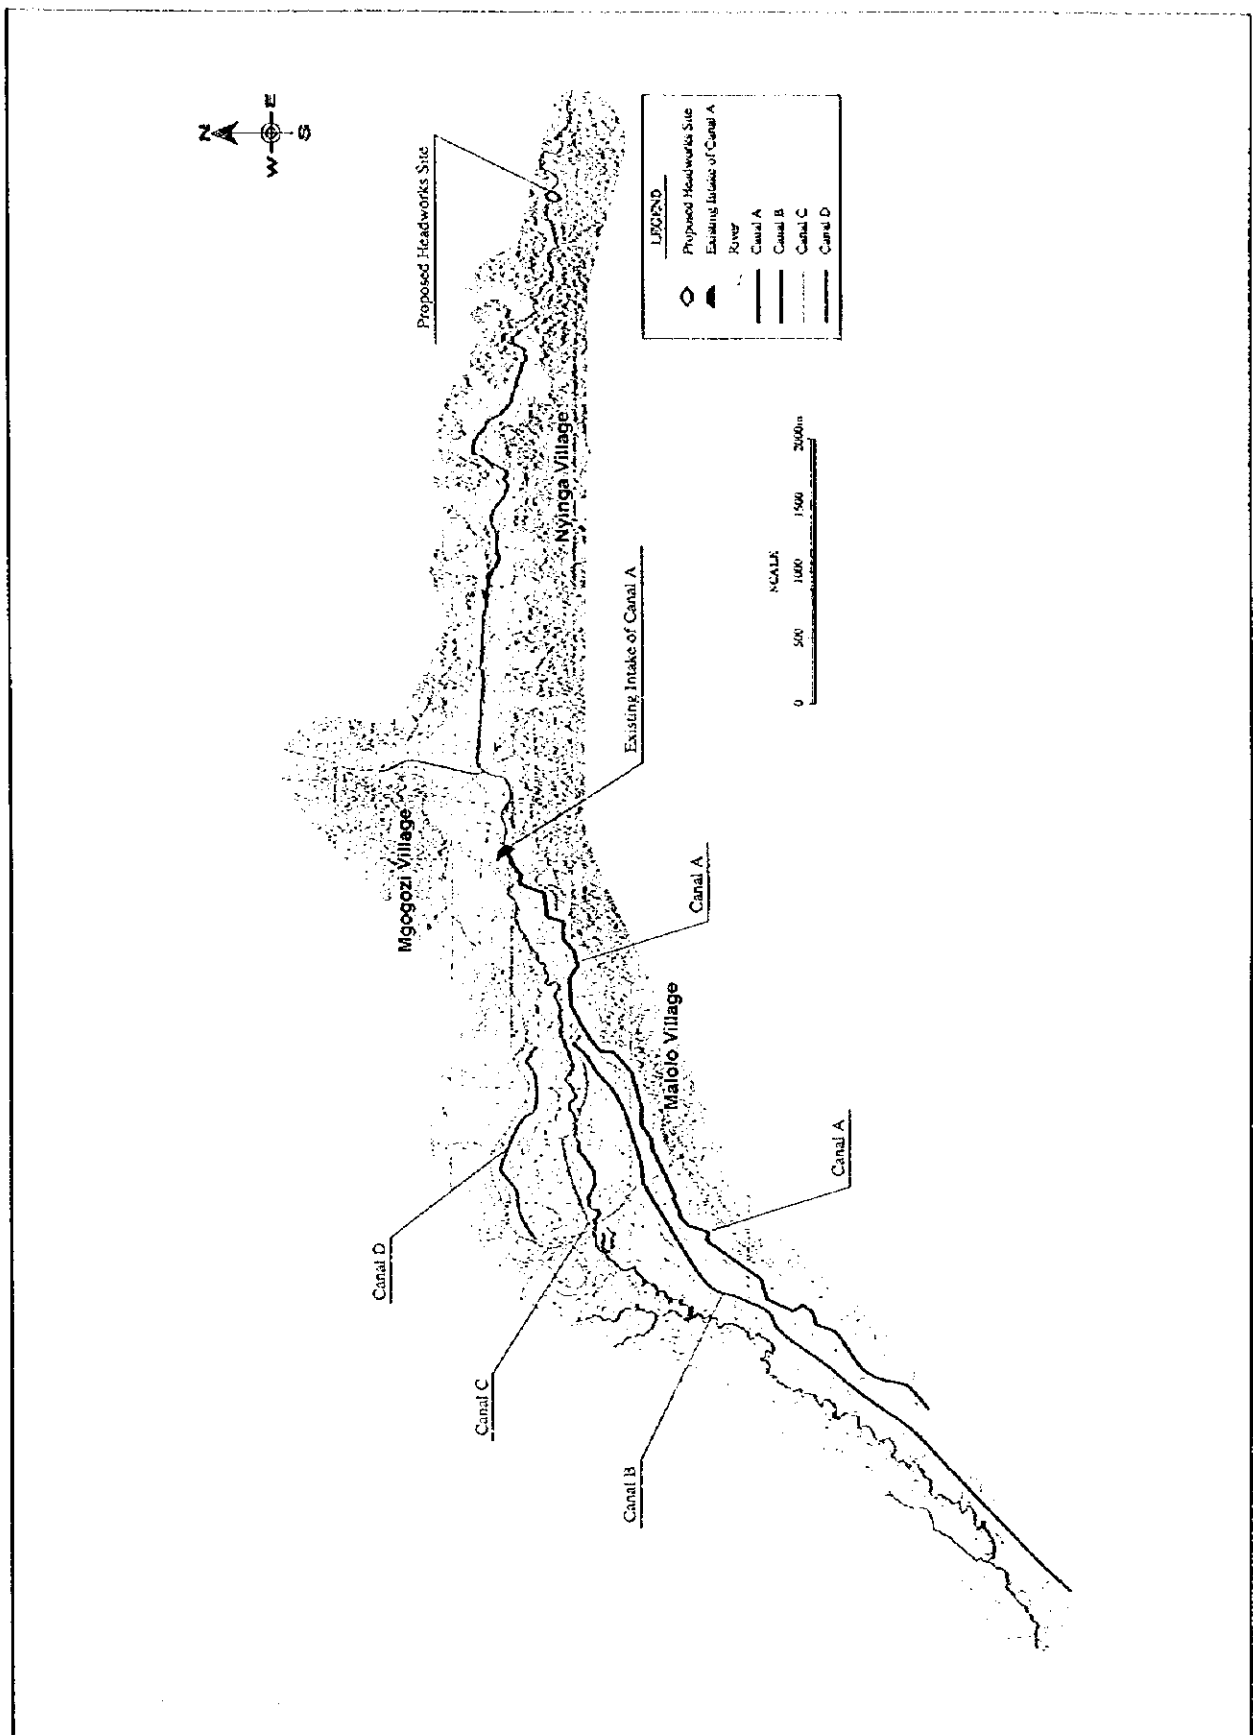 N
W
E
S
Proposed Headworks Site
Nyinga Village
Mgogozi Village
Existing Intake of Canal A
Canal A
Malolo Village
Canal A
Canal D
Canal C
Canal B
LEGEND
Proposed Headworks Site
Existing Intake of Canal A
River
Canal A
Canal B
Canal C
Canal D
SCALE
0 500 1000 1500 2000m